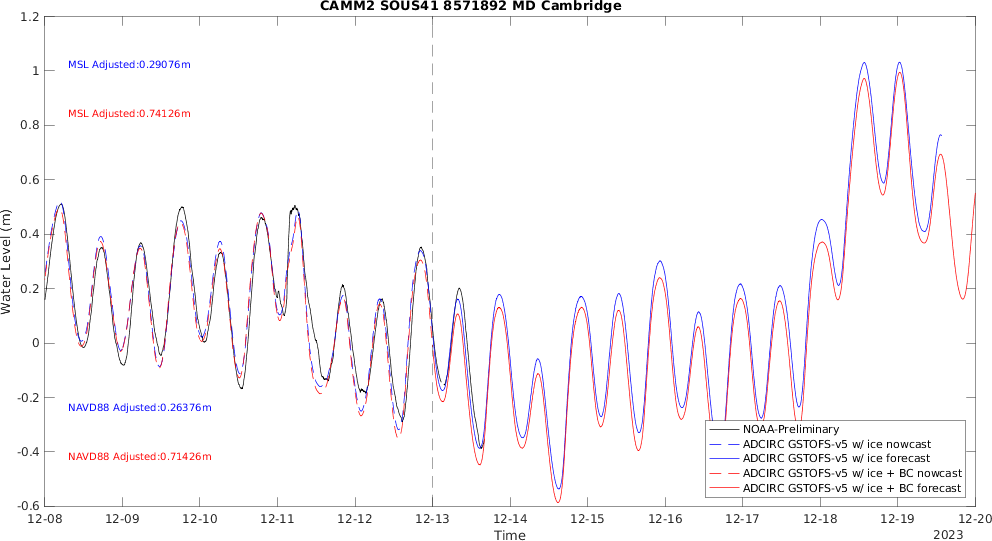 CAMM2 SOUS41 8571892 MD Cambridge
1.2
1
0.8
0.6
0.4
0.2
0
-0.2
-0.4
-0.6
Water Level (m)
MSL Adjusted:0.29076m
MSL Adjusted:0.74126m
NAVD88 Adjusted:0.26376m
NAVD88 Adjusted:0.71426m
NOAA-Preliminary
ADCIRC GSTOFS-v5 w/ ice nowcast
ADCIRC GSTOFS-v5 w/ ice forecast
ADCIRC GSTOFS-v5 w/ ice + BC nowcast
ADCIRC GSTOFS-v5 w/ ice + BC forecast
12-08 12-09 12-10 12-11 12-12 12-13 12-14 12-15 12-16 12-17 12-18 12-19 12-20
Time
2023